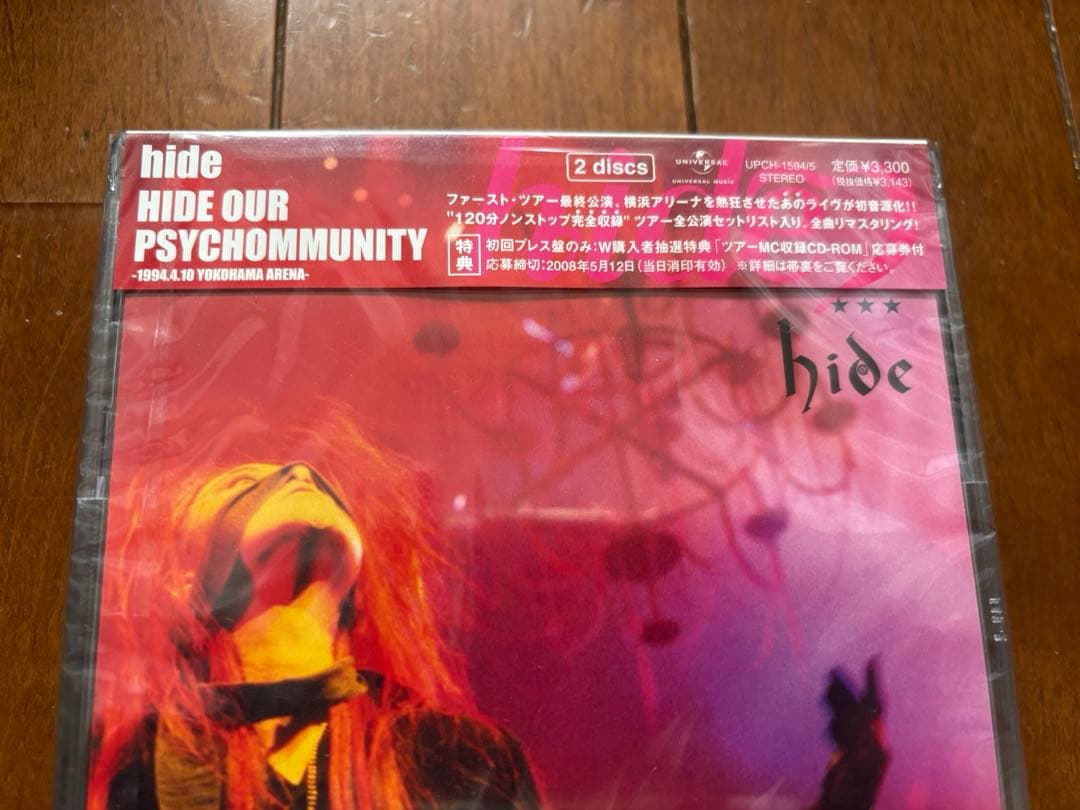 hide
HIDE OUR
PSYCHOMMUNITY
-1994.4.10 YOKOHAMA ARENA-
2 discs
UNIVERSAL
UNIVERSAL MUSIC
UPCH-1594/5
STEREO
定価¥3,300
(税抜価格¥3,143)
ファースト・ツアー最終公演、横浜アリーナを熱狂させたあのライヴが初音源化!!
"120分ノンストップ完全収録" ツアー全公演セットリスト入り、全曲リマスタリング!
特典
初回プレス盤のみ:W購入者抽選特典「ツアーMC収録CD-ROM」応募券付
応募締切:2008年5月12日(当日消印有効) ※詳細は帯裏をご覧ください。
hide
★★★
hide